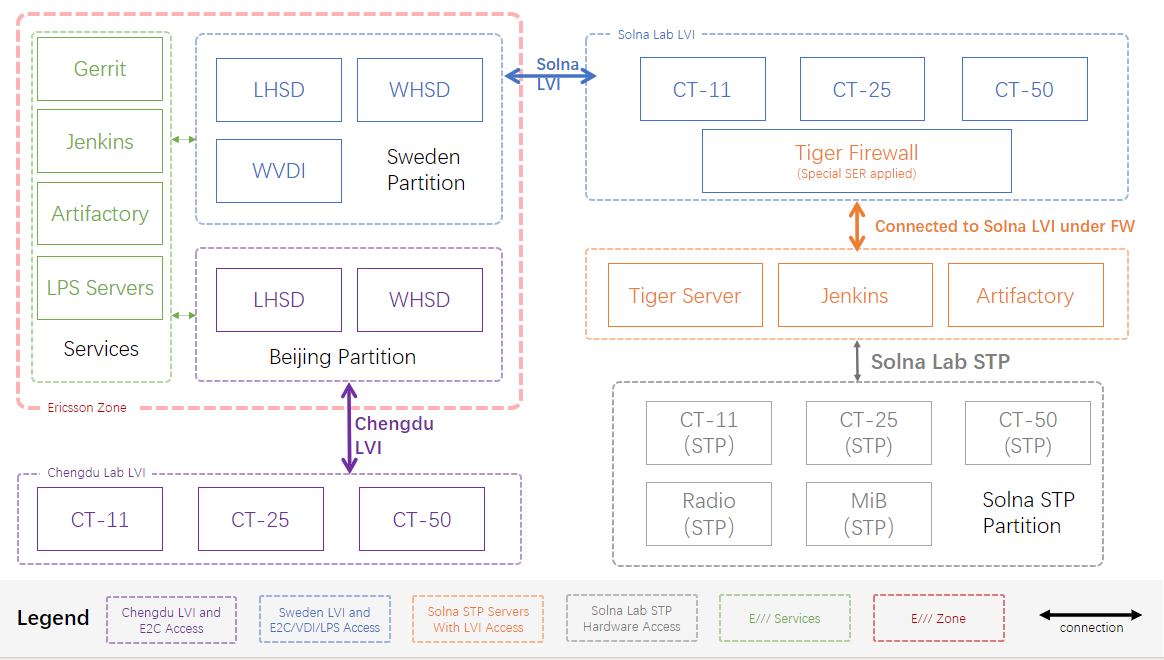 Gerrit
Jenkins
Artifactory
LPS Servers
Services
LHSD
WHSD
WVDI
Sweden
Partition
LHSD
WHSD
Beijing Partition
Ericsson Zone
Solna
LVI
Chengdu
LVI
Chengdu Lab LVI
CT-11
CT-25
CT-50
Solna Lab LVI
CT-11
CT-25
CT-50
Tiger Firewall
(Special SER applied)
Connected to Solna LVI under FW
Tiger Server
Jenkins
Artifactory
Solna Lab STP
CT-11
(STP)
CT-25
(STP)
CT-50
(STP)
Radio
(STP)
MiB
(STP)
Solna STP
Partition
Legend
Chengdu LVI and
E2C Access
Sweden LVI and
E2C/VDI/LPS Access
Solna STP Servers
With LVI Access
Solna Lab STP
Hardware Access
E/// Services
E/// Zone
connection